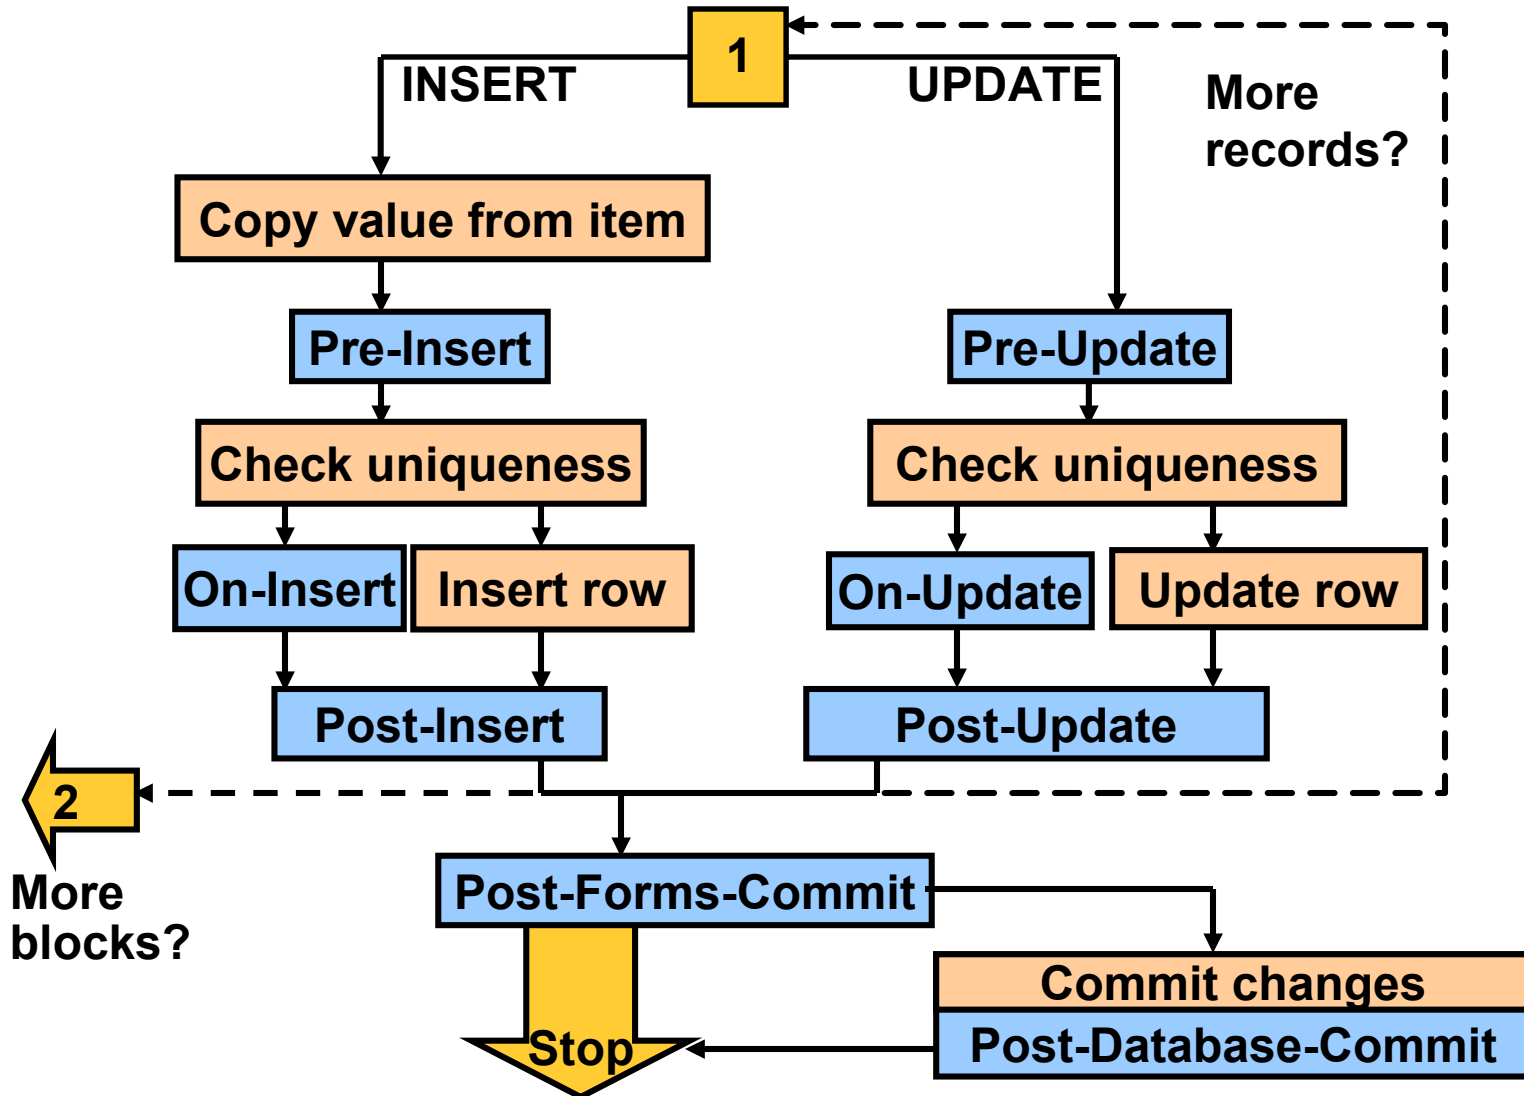 1
INSERT
UPDATE
More
records?
Copy value from item
Pre-Insert
Pre-Update
Check uniqueness
Check uniqueness
On-Insert
Insert row
On-Update
Update row
Post-Insert
Post-Update
2
More
blocks?
Post-Forms-Commit
Commit changes
Post-Database-Commit
Stop